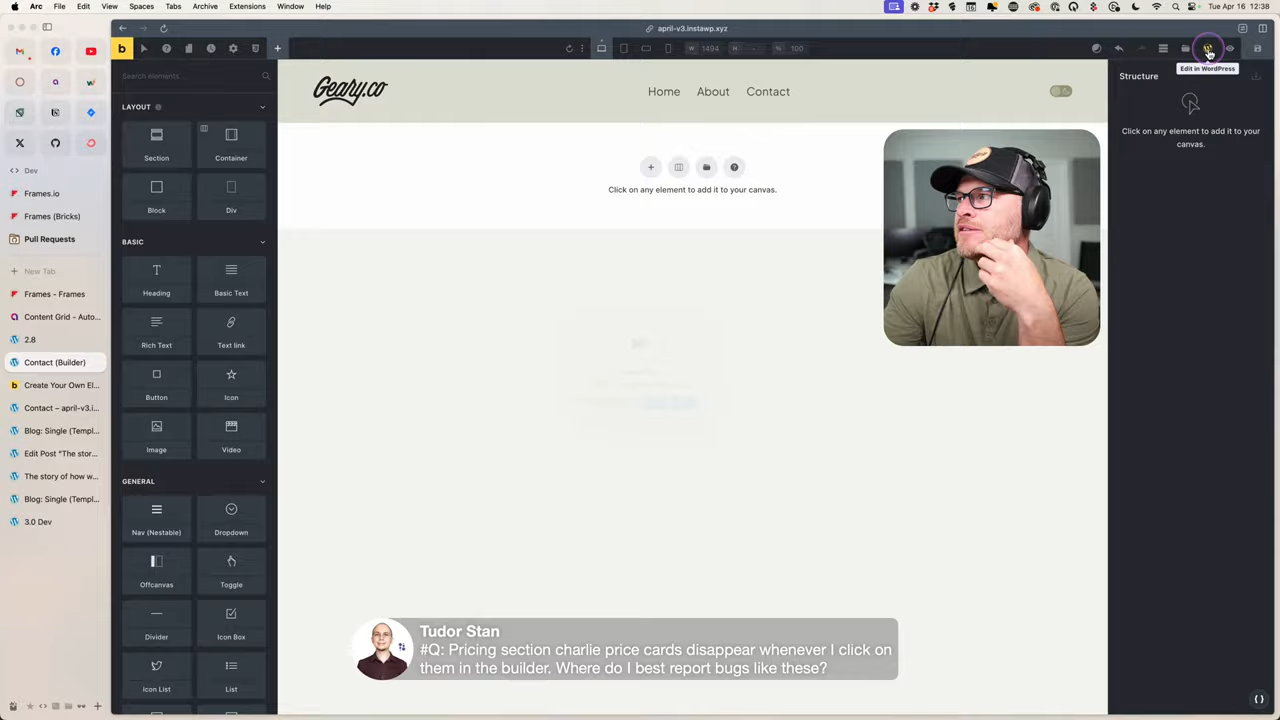 Arc File Edit View Spaces Tabs Archive Extensions Window Help
Tue Apr 16 12:38
april-v3.instawp.xyz
b
W 1494 H % 100
Edit in WordPress
Search elements...
LAYOUT
Section Container
Block Div
BASIC
Heading Basic Text
Rich Text Text link
Button Icon
Image Video
GENERAL
Nav (Nestable) Dropdown
Offcanvas Toggle
Divider Icon Box
Icon List List
Dev
Frames.io
Frames (Bricks)
Pull Requests
New Tab
Frames - Frames
Content Grid - Auto...
2.8
Contact (Builder)
Create Your Own El...
Contact – april-v3.i...
Blog: Single (Templ...
Edit Post “The stor...
The story of how w...
Blog: Single (Templ...
3.0 Dev
Geary.co
Home About Contact
Click on any element to add it to your canvas.
Structure
Click on any element to add it to your
canvas.
Tudor Stan
#Q: Pricing section charlie price cards disappear whenever I click on
them in the builder. Where do I best report bugs like these?